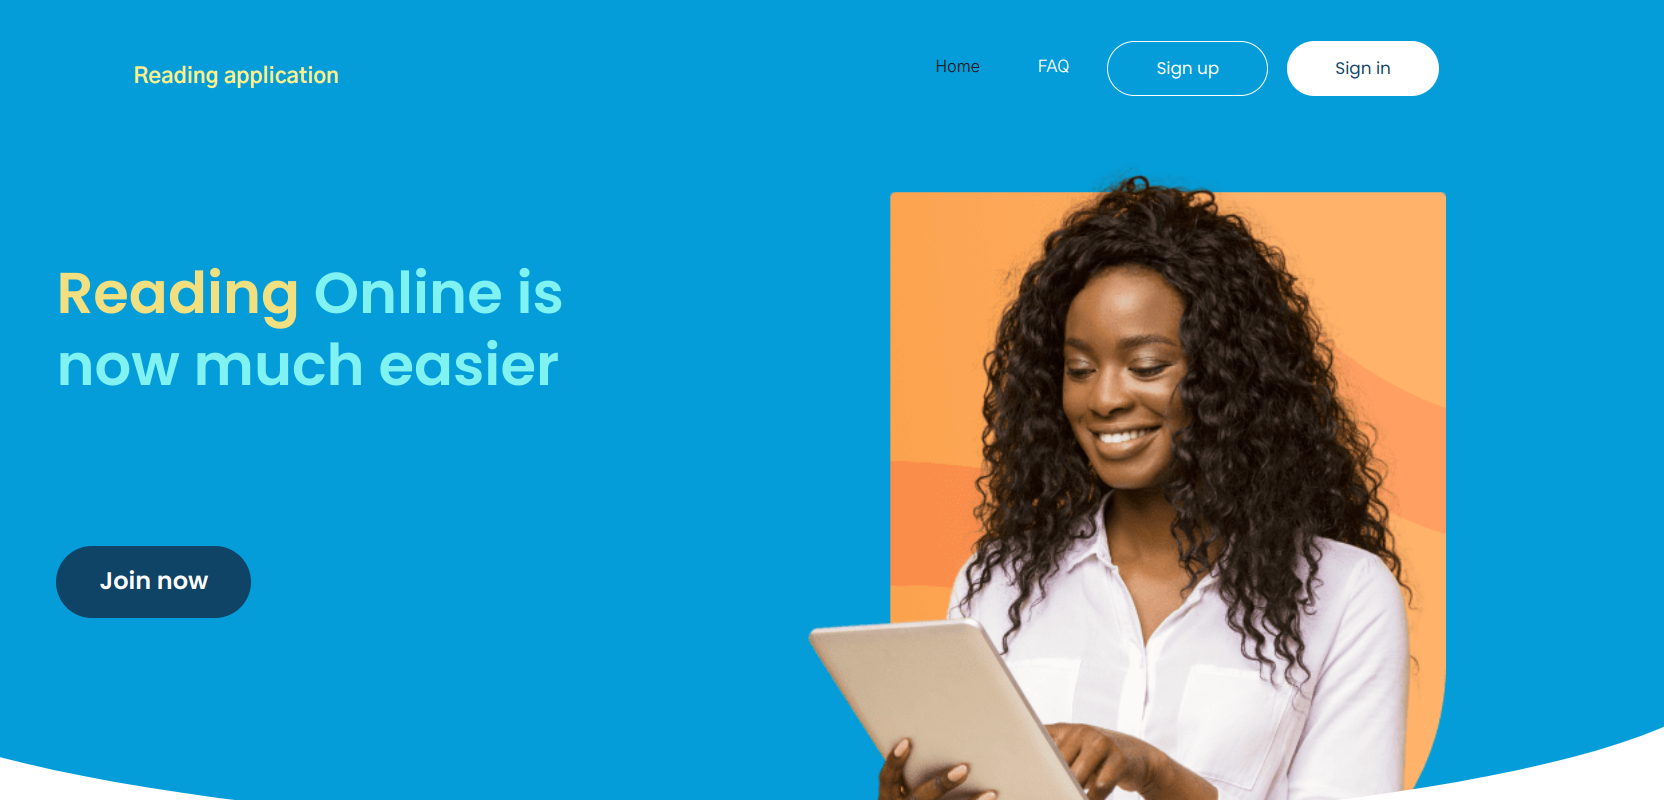 Reading application
Home
FAQ
Sign up
Sign in
Reading Online is
now much easier
Join now